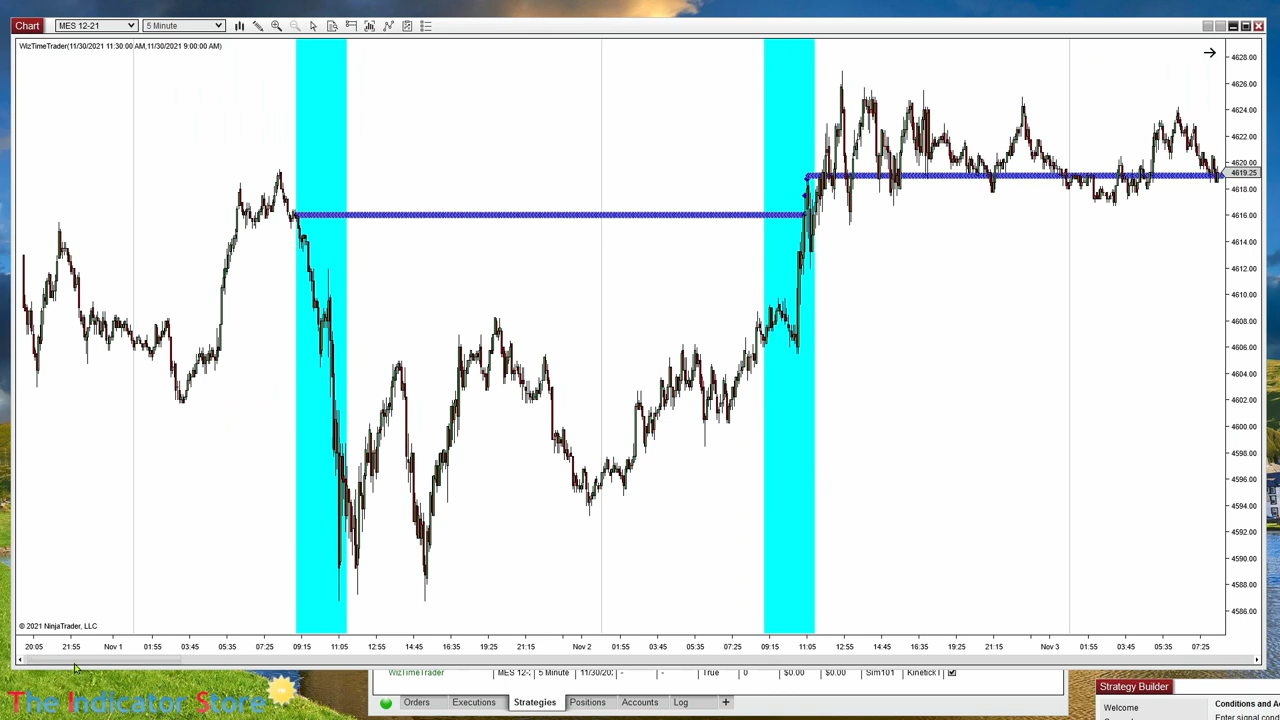 Chart MES 12-21 5 Minute
WizTimeTrader(11/30/2021 11:30:00 AM,11/30/2021 9:00:00 AM)
4628.00
4626.00
4624.00
4622.00
4620.00
4619.25
4618.00
4616.00
4614.00
4612.00
4610.00
4608.00
4606.00
4604.00
4602.00
4600.00
4598.00
4596.00
4594.00
4592.00
4590.00
4588.00
4586.00
© 2021 NinjaTrader, LLC
20:05 21:55 Nov 1 01:55 03:45 05:35 07:25 09:15 11:05 12:55 14:45 16:35 19:25 21:15 Nov 2 01:55 03:45 05:35 07:25 09:15 11:05 12:55 14:45 16:35 19:25 21:15 Nov 3 01:55 03:45 05:35 07:25
WizTimeTrader MES 12-: 5 Minute 11/30/202: - - True 0 $0.00 $0.00 Sim101 Kinetick
Orders Executions Strategies Positions Accounts Log +
The Indicator Store
Strategy Builder
Welcome
Conditions and A
Enter signal co